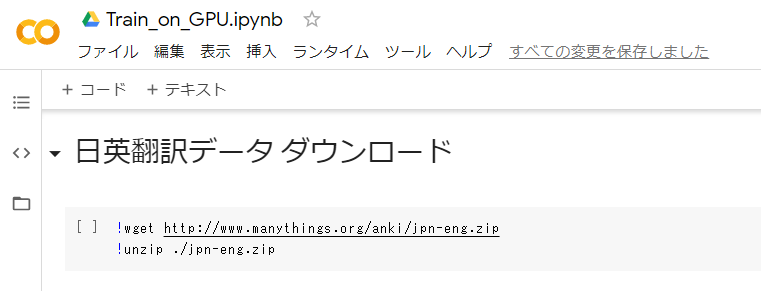 Train_on_GPU.ipynb
ファイル 編集 表示 挿入 ランタイム ツール ヘルプ すべての変更を保存しました
+ コード + テキスト
日英翻訳データ ダウンロード
[ ] !wget http://www.manythings.org/anki/jpn-eng.zip
!unzip ./jpn-eng.zip